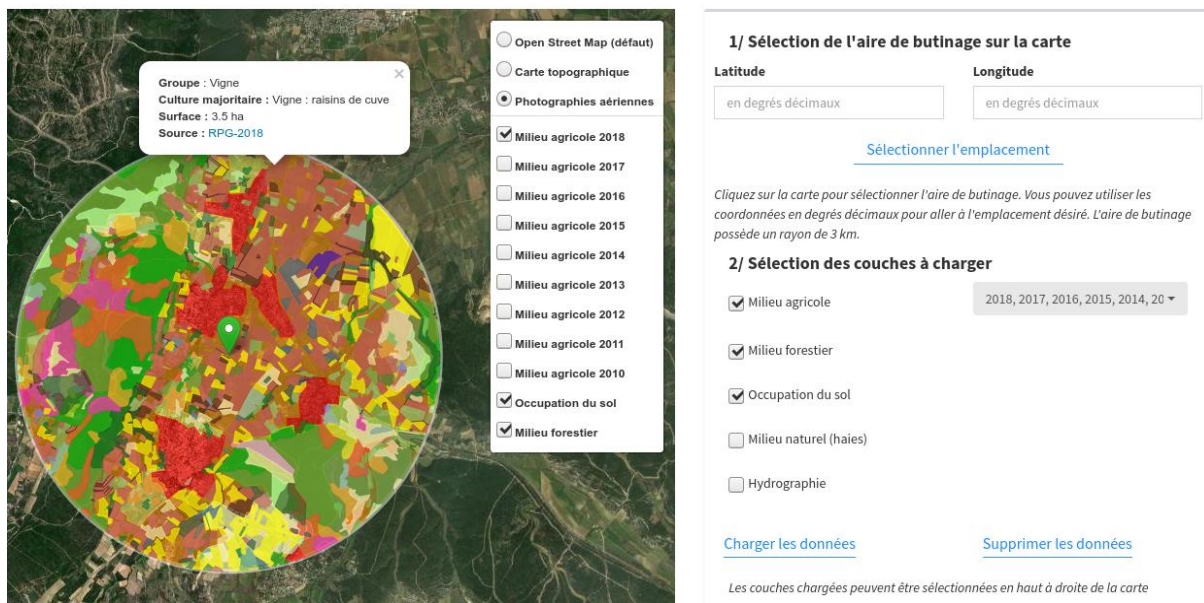 Groupe : Vigne
Culture majoritaire : Vigne : raisins de cuve
Surface : 3.5 ha
Source : RPG-2018
×
Open Street Map (défaut)
Carte topographique
Photographies aériennes
Milieu agricole 2018
Milieu agricole 2017
Milieu agricole 2016
Milieu agricole 2015
Milieu agricole 2014
Milieu agricole 2013
Milieu agricole 2012
Milieu agricole 2011
Milieu agricole 2010
Occupation du sol
Milieu forestier
1/ Sélection de l'aire de butinage sur la carte
Latitude Longitude
en degrés décimaux en degrés décimaux
Sélectionner l'emplacement
Cliquez sur la carte pour sélectionner l'aire de butinage. Vous pouvez utiliser les
coordonnées en degrés décimaux pour aller à l'emplacement désiré. L'aire de butinage
possède un rayon de 3 km.
2/ Sélection des couches à charger
Milieu agricole 2018, 2017, 2016, 2015, 2014, 20
Milieu forestier
Occupation du sol
Milieu naturel (haies)
Hydrographie
Charger les données Supprimer les données
Les couches chargées peuvent être sélectionnées en haut à droite de la carte